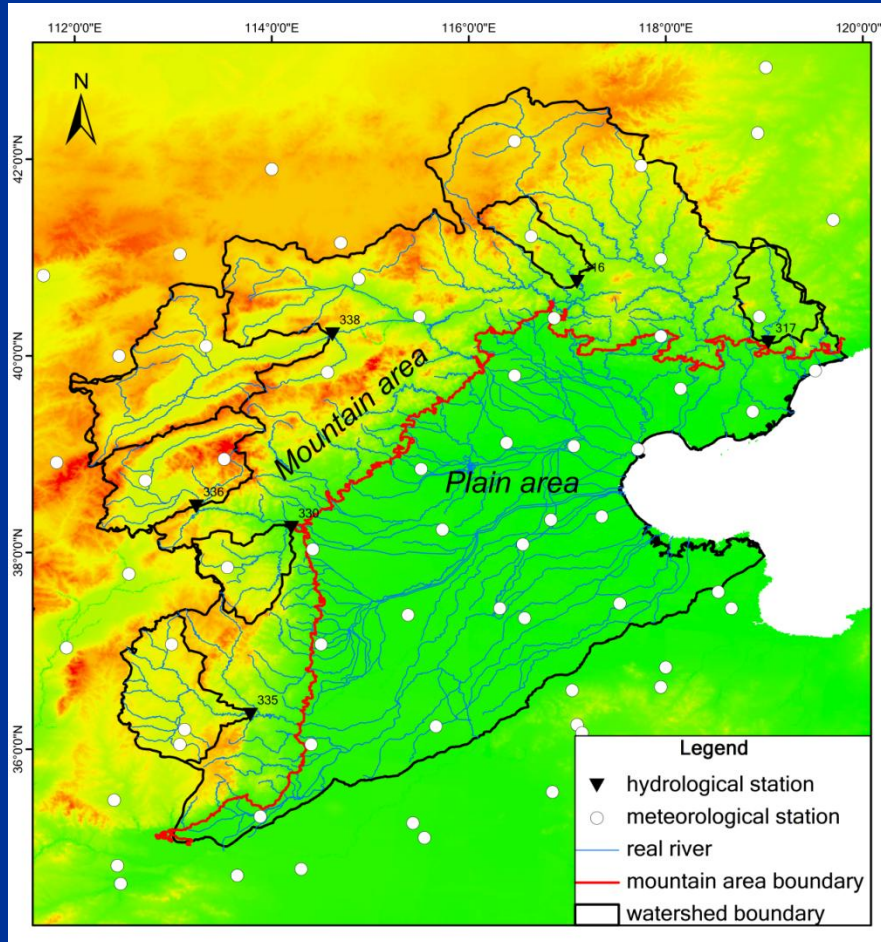 112°0'0"E 114°0'0"E 116°0'0"E 118°0'0"E 120°0'0"E
N
42°0'0"N
40°0'0"N
38°0'0"N
36°0'0"N
16
317
338
Mountain area
Plain area
336
330
335
Legend
hydrological station
meteorological station
real river
mountain area boundary
watershed boundary